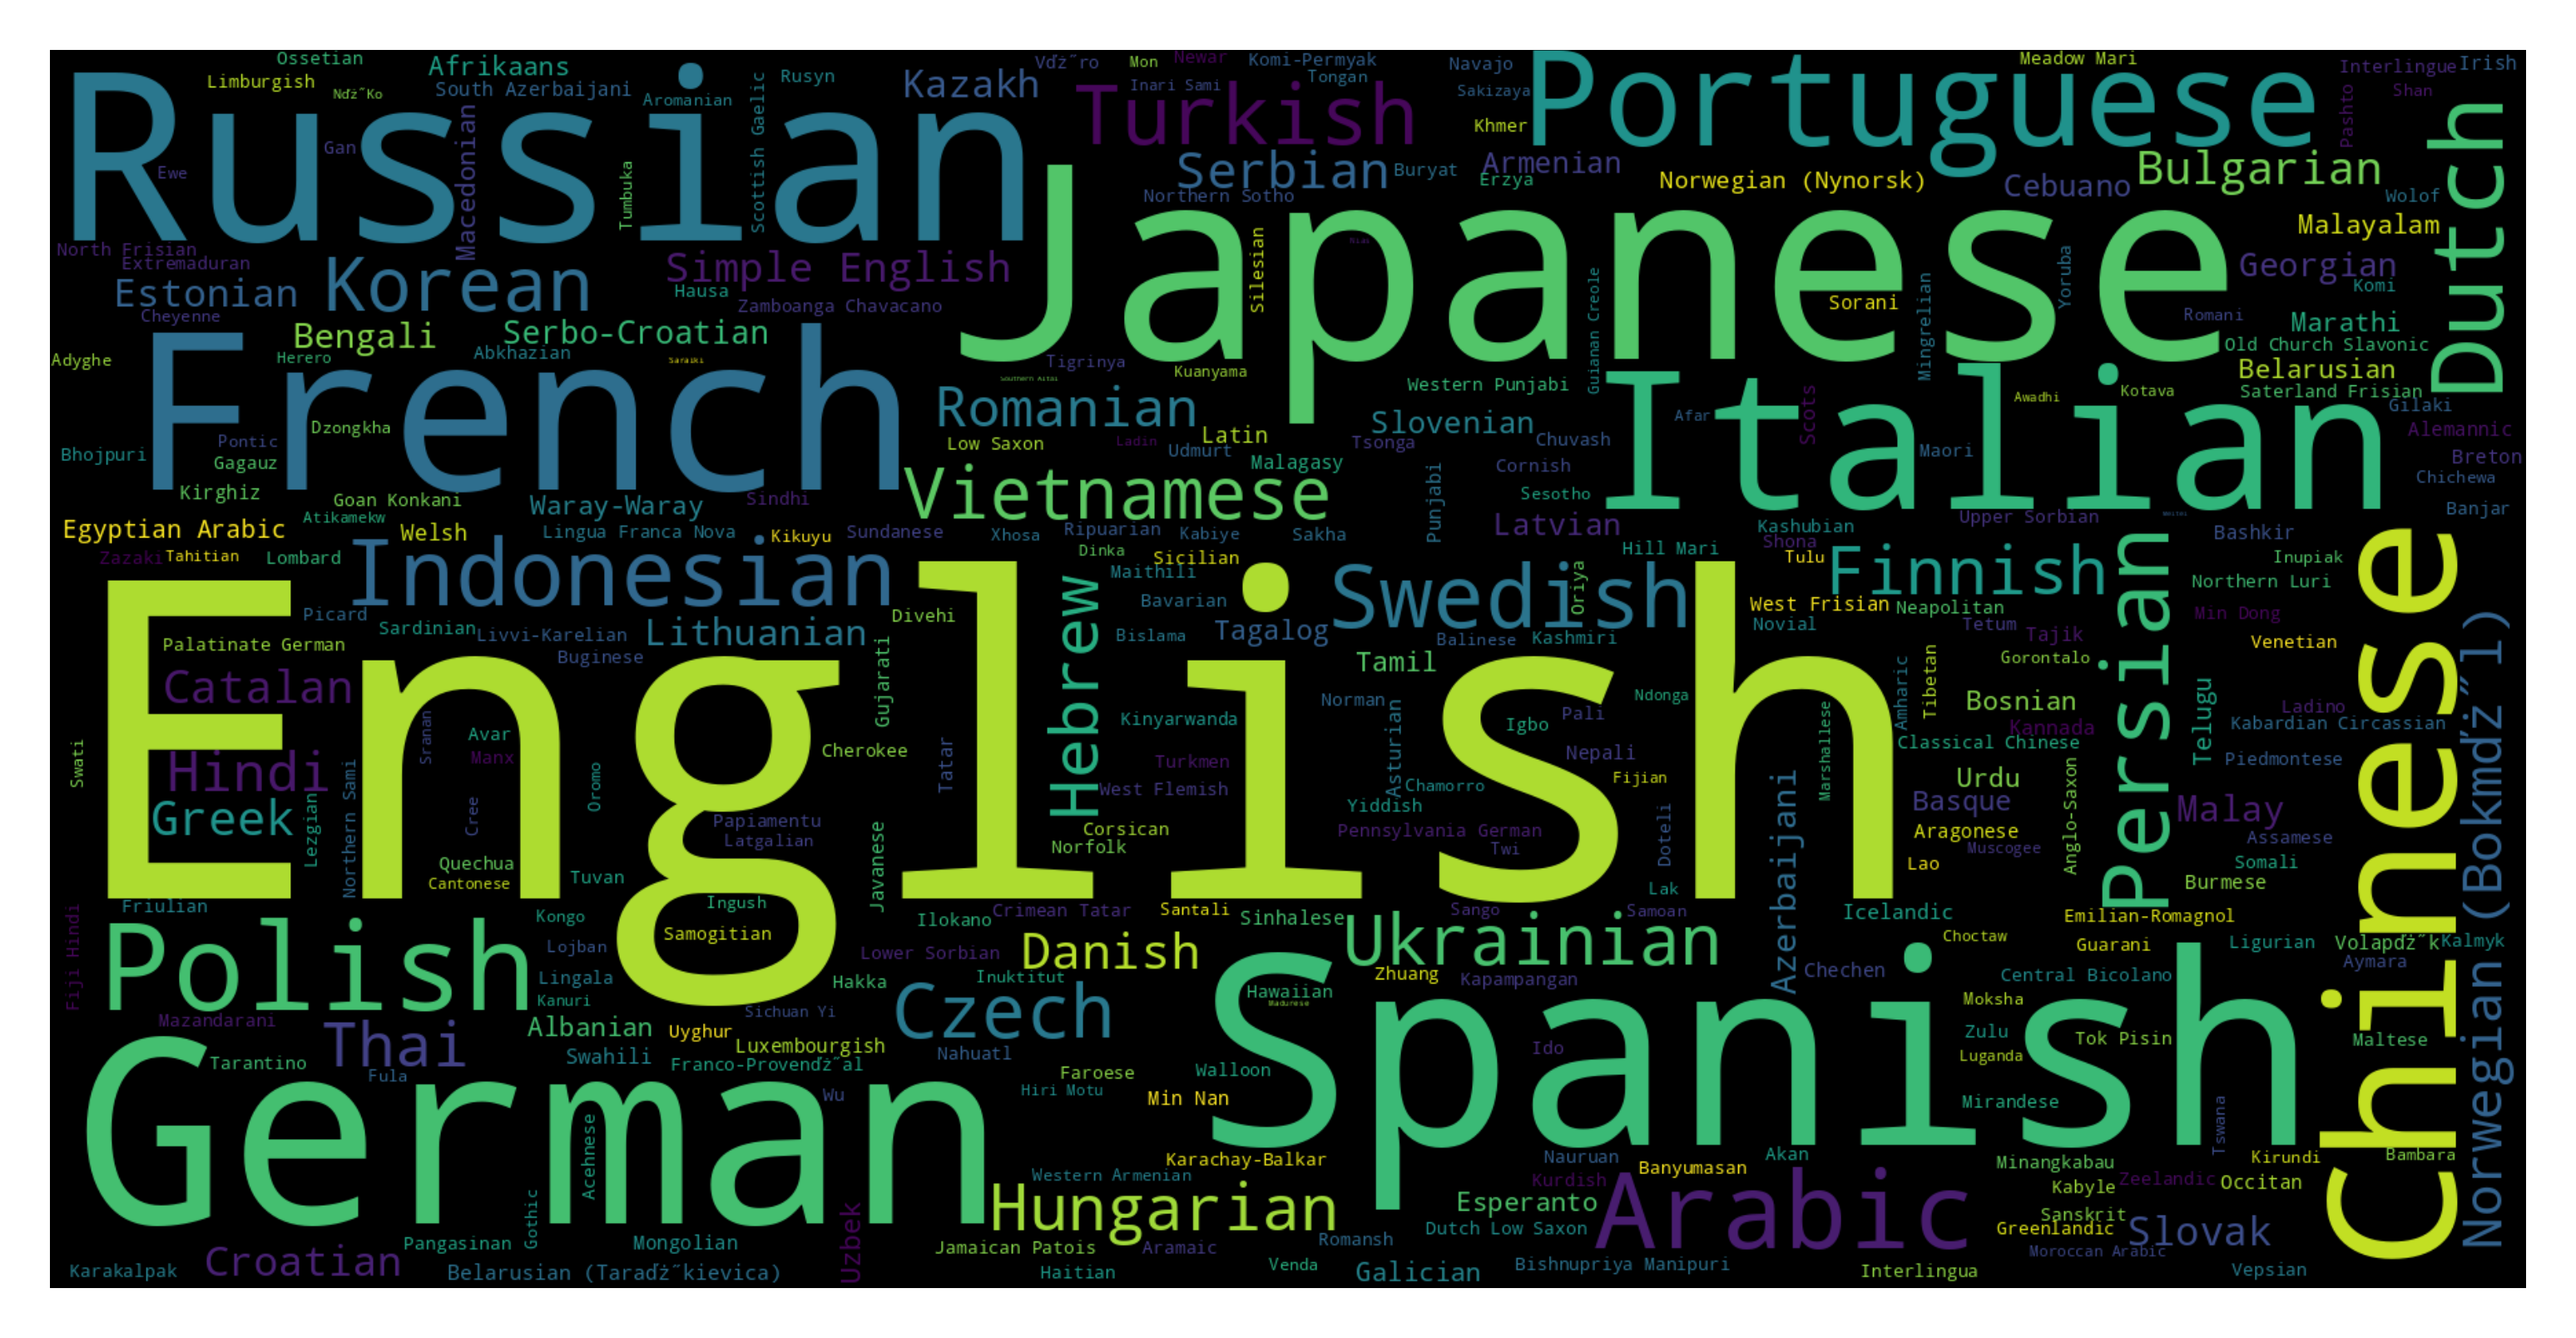 Ossetian
Limburgish
Nďż˝Ko
Afrikaans
South Azerbaijani
Aromanian
Scottish Gaelic
Rusyn
Kazakh
Vďż˝ro
Mon
Newar
Inari Sami
Komi-Permyak
Tongan
Navajo
Sakizaya
Khmer
Portuguese
Meadow Mari
Interlingue
Irish
Shan
Pashto
Dutch
Russian
Gan
Ewe
Macedonian
Tumbuka
Turkish
Serbian
Buryat
Armenian
Erzya
Northern Sotho
Norwegian (Nynorsk)
Cebuano
Bulgarian
Wolof
Malayalam
Georgian
Komi
North Frisian
Extremaduran
Estonian
Cheyenne
Korean
Simple English
Hausa
Zamboanga Chavacano
Japanese
Silesian
Guianan Creole
Sorani
Mingrelian
Yoruba
Romani
Marathi
Old Church Slavonic
Belarusian
Saterland Frisian
Gilaki
Alemannic
Breton
Chichewa
Banjar
Bengali
Serbo-Croatian
Adyghe
Herero
Abkhazian
Saraiki
Tigrinya
Southern Altai
Kuanyama
Western Punjabi
French
Italian
Afar
Scots
Awadhi
Kotava
Maori
Romanian
Slovenian
Chuvash
Tsonga
Latin
Low Saxon
Ladin
Udmurt
Malagasy
Cornish
Sesotho
Punjabi
Bhojpuri
Pontic
Gagauz
Dzongkha
Kirghiz
Goan Konkani
Atikamekw
Waray-Waray
Sindhi
Vietnamese
Latvian
Kashubian
Shona
Upper Sorbian
Bashkir
Egyptian Arabic
Zazaki
Tahitian
Lombard
Welsh
Lingua Franca Nova
Kikuyu
Sundanese
Xhosa
Ripuarian
Kabiye
Sakha
Dinka
Sicilian
Maithili
Bavarian
Bislama
Hill Mari
Tulu
Finnish
Persian
Inupiak
Northern Luri
Min Dong
Venetian
Chinese
Indonesian
Picard
Sardinian
Livvi-Karelian
Buginese
Lithuanian
Divehi
Gujarati
Hebrew
Tagalog
Swedish
Oriya
Balinese
Kashmiri
West Frisian
Novial
Neapolitan
Tetum
Tajik
Gorontalo
Palatinate German
Catalan
English
Tamil
Norman
Ndonga
Amharic
Tibetan
Bosnian
Kannada
Telugu
Ladino
Kabardian Circassian
Piedmontese
Norwegian (Bokmďż˝l)
Swati
Hindi
Greek
Lezgian
Northern Sami
Sranan
Avar
Manx
Cree
Oromo
Cherokee
Tatar
Kinyarwanda
Turkmen
West Flemish
Asturian
Igbo
Pali
Nepali
Fijian
Chamorro
Yiddish
Marshallese
Classical Chinese
Urdu
Basque
Aragonese
Muscogee
Lao
Anglo-Saxon
Malay
Assamese
Somali
Burmese
Papiamentu
Latgalian
Javanese
Corsican
Norfolk
Pennsylvania German
Twi
Doteli
Azerbaijani
Quechua
Cantonese
Tuvan
Lak
Fiji Hindi
Friulian
Kongo
Ingush
Samogitian
Ilokano
Crimean Tatar
Santali
Sinhalese
Sango
Samoan
Icelandic
Choctaw
Emilian-Romagnol
Guarani
Ligurian
Volapďż˝k
Kalmyk
Aymara
Polish
Lojban
Lingala
Kanuri
Lower Sorbian
Hakka
Danish
Inuktitut
Ukrainian
Zhuang
Kapampangan
Chechen
Central Bicolano
Moksha
Mazandarani
Thai
Albanian
Sichuan Yi
Uyghur
Luxembourgish
Czech
Hawaiian
Madurese
Spanish
Zulu
Tok Pisin
Maltese
Luganda
Tarantino
Fula
Swahili
Franco-Provenďż˝al
Nahuatl
Faroese
Walloon
Ido
German
Acehnese
Wu
Hiri Motu
Min Nan
Mirandese
Tswana
Karachay-Balkar
Western Armenian
Nauruan
Akan
Banyumasan
Kurdish
Minangkabau
Kirundi
Bambara
Kabyle
Zeelandic
Occitan
Gothic
Uzbek
Hungarian
Esperanto
Arabic
Sanskrit
Greenlandic
Slovak
Dutch Low Saxon
Pangasinan
Mongolian
Jamaican Patois
Aramaic
Romansh
Moroccan Arabic
Karakalpak
Croatian
Belarusian (Taraďż˝kievica)
Haitian
Venda
Galician
Bishnupriya Manipuri
Interlingua
Vepsian